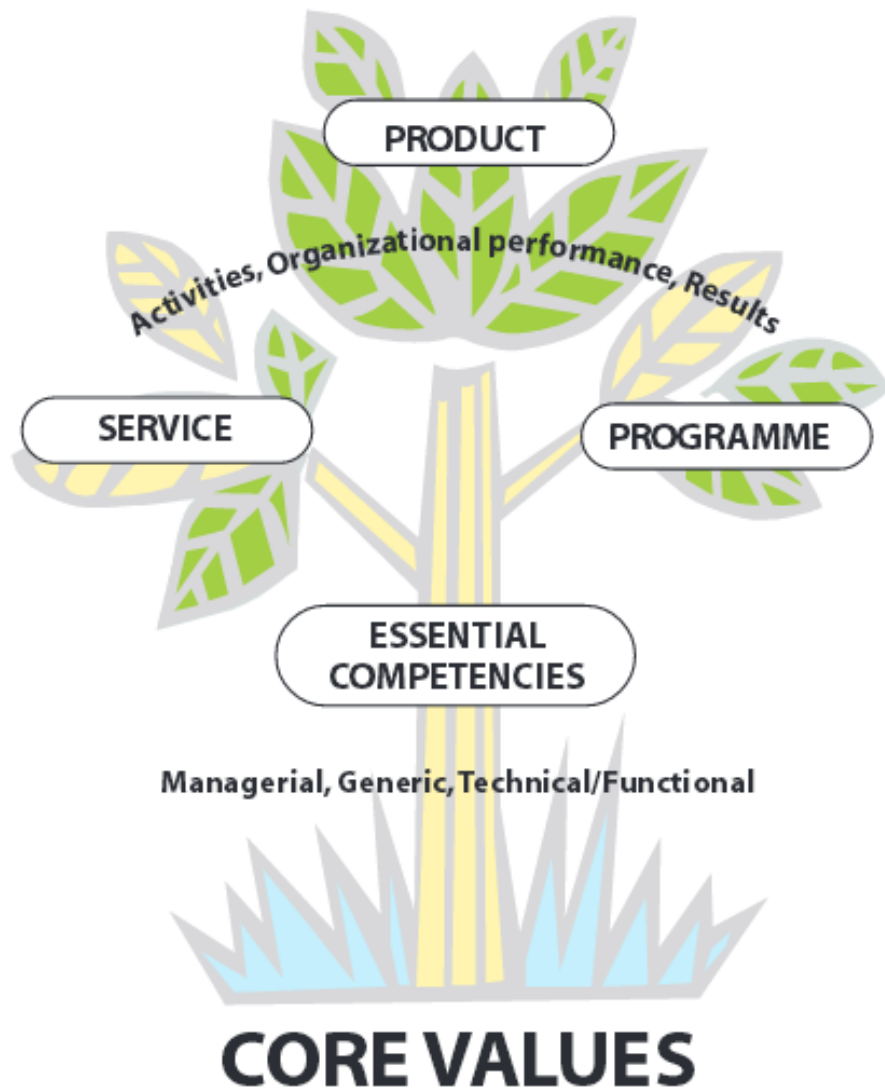 PRODUCT
Activities, Organizational performance, Results
SERVICE
PROGRAMME
ESSENTIAL
COMPETENCIES
Managerial, Generic, Technical/Functional
CORE VALUES